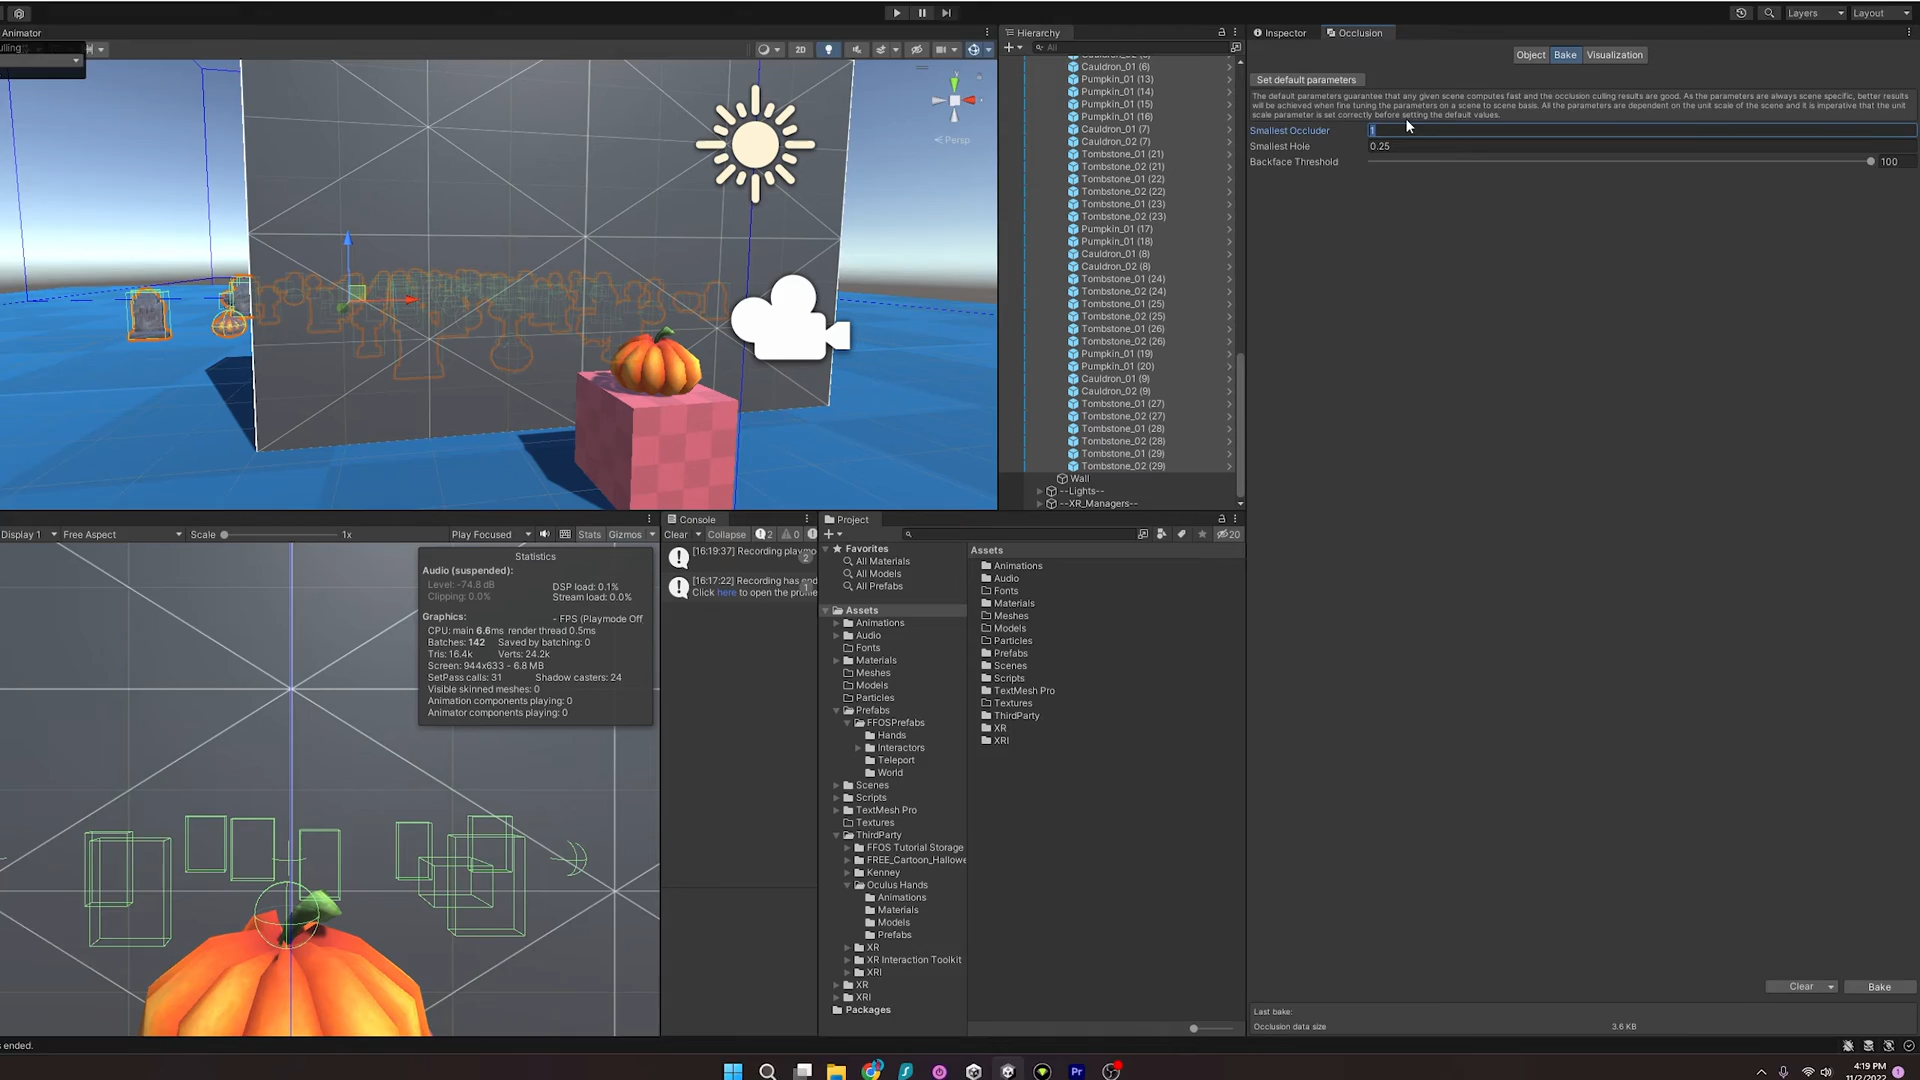 Layers
Layout
Animator
Hierarchy
Inspector
Occlusion
ulling
2D
All
Object
Bake
Visualization
Set default parameters
The default parameters guarantee that any given scene computes fast and the occlusion culling results are good. As the parameters are always scene specific, better results
will be achieved when fine tuning the parameters on a scene to scene basis. All the parameters are dependent on the unit scale of the scene and it is imperative that the unit
scale parameter is set correctly before setting the default values.
Smallest Occluder 1
Smallest Hole 0.25
Backface Threshold 100
Persp
Cauldron_01 (6)
Pumpkin_01 (13)
Pumpkin_01 (14)
Pumpkin_01 (15)
Pumpkin_01 (16)
Cauldron_01 (7)
Cauldron_02 (7)
Tombstone_01 (21)
Tombstone_02 (21)
Tombstone_01 (22)
Tombstone_02 (22)
Tombstone_01 (23)
Tombstone_02 (23)
Pumpkin_01 (17)
Pumpkin_01 (18)
Cauldron_01 (8)
Cauldron_02 (8)
Tombstone_01 (24)
Tombstone_02 (24)
Tombstone_01 (25)
Tombstone_02 (25)
Tombstone_01 (26)
Tombstone_02 (26)
Pumpkin_01 (19)
Pumpkin_01 (20)
Cauldron_01 (9)
Cauldron_02 (9)
Tombstone_01 (27)
Tombstone_02 (27)
Tombstone_01 (28)
Tombstone_02 (28)
Tombstone_01 (29)
Tombstone_02 (29)
Wall
--Lights--
--XR_Managers--
Display 1
Free Aspect
Scale
1x
Play Focused
Stats
Gizmos
Statistics
Audio (suspended):
Level: -74.8 dB
DSP load: 0.1%
Clipping: 0.0%
Stream load: 0.0%
Graphics:
- FPS (Playmode Off
CPU: main 6.6ms render thread 0.5ms
Batches: 142 Saved by batching: 0
Tris: 16.4k Verts: 24.2k
Screen: 944x633 - 6.8 MB
SetPass calls: 31 Shadow casters: 24
Visible skinned meshes: 0
Animation components playing: 0
Animator components playing: 0
Console
Clear
Collapse
2
0
[16:19:37] Recording playmo
2
[16:17:22] Recording has end
Click here to open the profile
1
Project
20
Favorites
All Materials
All Models
All Prefabs
Assets
Animations
Audio
Fonts
Materials
Meshes
Models
Particles
Prefabs
FFOSPrefabs
Hands
Interactors
Teleport
World
Scenes
Scripts
TextMesh Pro
Textures
ThirdParty
FFOS Tutorial Storage
FREE_Cartoon_Hallowe
Kenney
Oculus Hands
Animations
Materials
Models
Prefabs
XR
XR Interaction Toolkit
XRI
XR
XRI
Packages
Assets
Animations
Audio
Fonts
Materials
Meshes
Models
Particles
Prefabs
Scenes
Scripts
TextMesh Pro
Textures
ThirdParty
XR
XRI
Clear
Bake
Last bake:
Occlusion data size 3.6 KB
s ended.
Pr
4:19 PM
11/2/2022
1